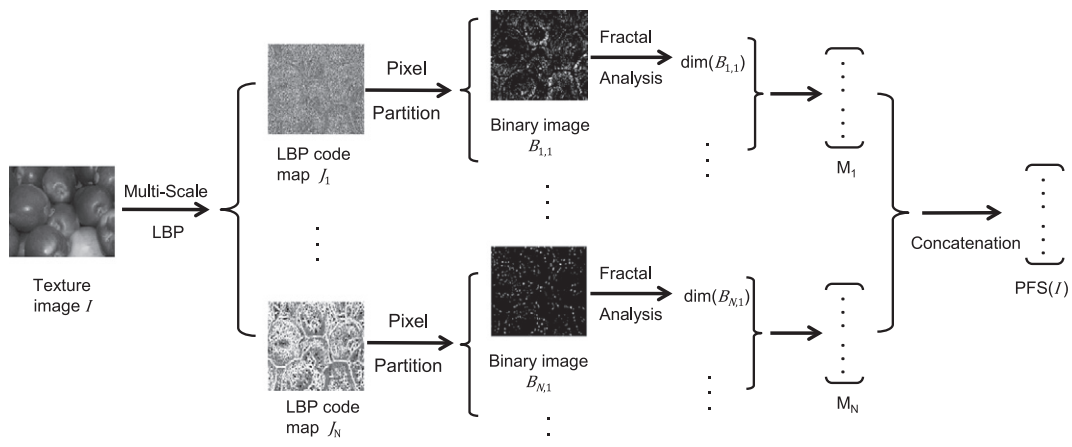 Texture
image I
Multi-Scale
LBP
LBP code
map J1
Pixel
Partition
Binary image
B1,1
Fractal
Analysis
dim(B1,1)
M1
LBP code
map JN
Pixel
Partition
Binary image
BN,1
Fractal
Analysis
dim(BN,1)
MN
Concatenation
PFS(I)